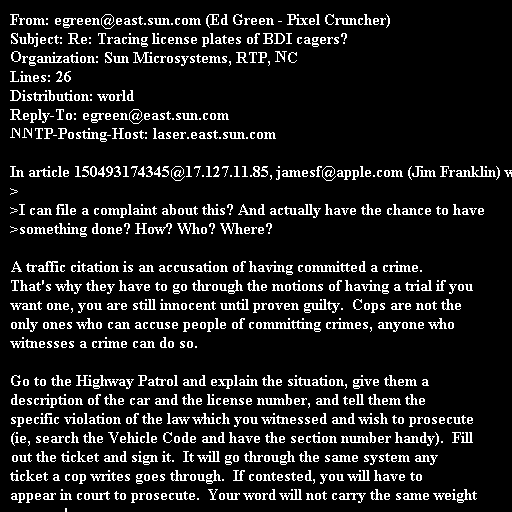 From: egreen@east.sun.com (Ed Green - Pixel Cruncher)
Subject: Re: Tracing license plates of BDI cagers?
Organization: Sun Microsystems, RTP, NC
Lines: 26
Distribution: world
Reply-To: egreen@east.sun.com
NNTP-Posting-Host: laser.east.sun.com

In article 150493174345@17.127.11.85, jamesf@apple.com (Jim Franklin) w
>
>I can file a complaint about this? And actually have the chance to have
>something done? How? Who? Where?

A traffic citation is an accusation of having committed a crime.
That's why they have to go through the motions of having a trial if you
want one, you are still innocent until proven guilty.  Cops are not the
only ones who can accuse people of committing crimes, anyone who
witnesses a crime can do so.

Go to the Highway Patrol and explain the situation, give them a
description of the car and the license number, and tell them the
specific violation of the law which you witnessed and wish to prosecute
(ie, search the Vehicle Code and have the section number handy).  Fill
out the ticket and sign it.  It will go through the same system any
ticket a cop writes goes through.  If contested, you will have to
appear in court to prosecute.  Your word will not carry the same weight